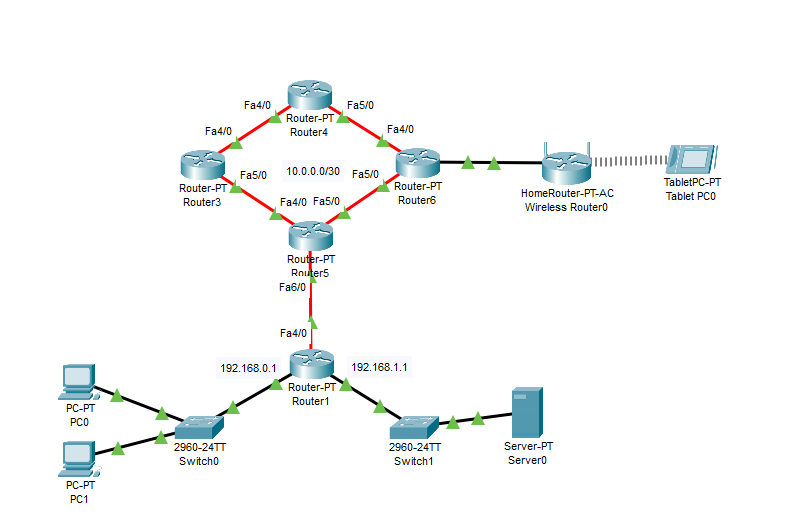 Fa4/0
Fa5/0
Router-PT
Router4
Fa4/0
Fa4/0
Router-PT
Router3
Fa5/0
10.0.0.0/30
Fa5/0
Router-PT
Router6
HomeRouter-PT-AC
Wireless Router0
TabletPC-PT
Tablet PC0
Fa4/0
Fa5/0
Router-PT
Router5
Fa6/0
Fa4/0
192.168.0.1
192.168.1.1
Router-PT
Router1
PC-PT
PC0
2960-24TT
Switch0
2960-24TT
Switch1
Server-PT
Server0
PC-PT
PC1